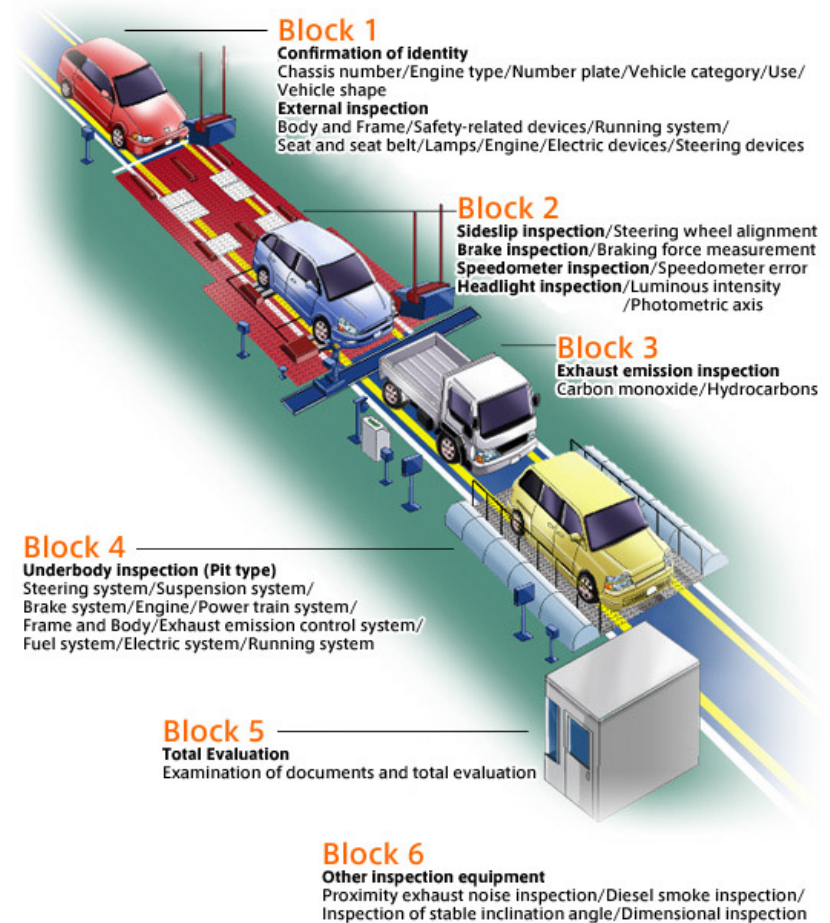 Block 1
Confirmation of identity
Chassis number/Engine type/Number plate/Vehicle category/Use/
Vehicle shape
External inspection
Body and Frame/Safety-related devices/Running system/
Seat and seat belt/Lamps/Engine/Electric devices/Steering devices
Block 2
Sideslip inspection/Steering wheel alignment
Brake inspection/Braking force measurement
Speedometer inspection/Speedometer error
Headlight inspection/Luminous intensity
/Photometric axis
Block 3
Exhaust emission inspection
Carbon monoxide/Hydrocarbons
Block 4
Underbody inspection (Pit type)
Steering system/Suspension system/
Brake system/Engine/Power train system/
Frame and Body/Exhaust emission control system/
Fuel system/Electric system/Running system
Block 5
Total Evaluation
Examination of documents and total evaluation
Block 6
Other inspection equipment
Proximity exhaust noise inspection/Diesel smoke inspection/
Inspection of stable inclination angle/Dimensional inspection